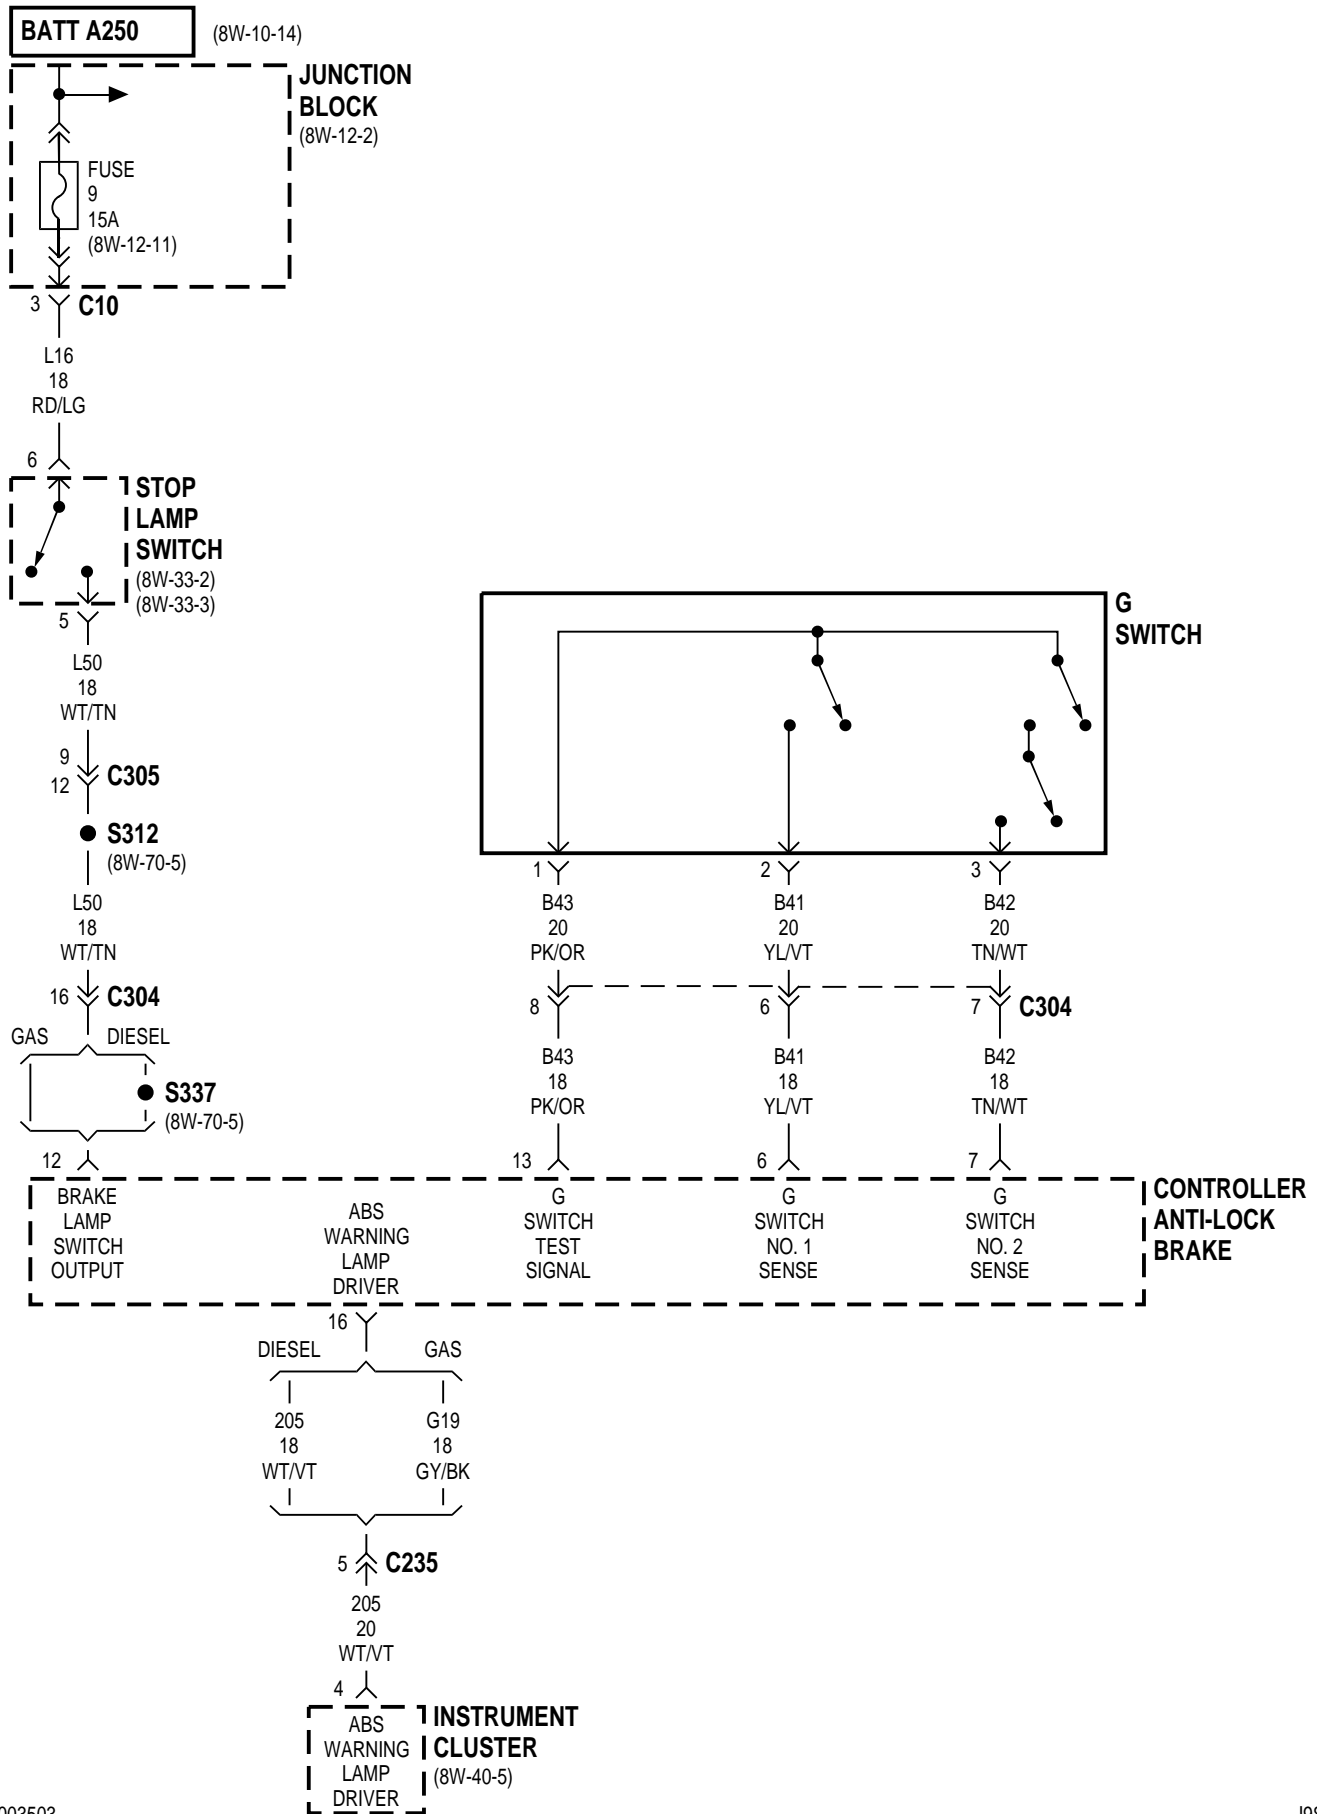 BATT A250
(8W-10-14)
JUNCTION
BLOCK
(8W-12-2)
FUSE
9
15A
(8W-12-11)
3
C10
L16
18
RD/LG
6
STOP
LAMP
SWITCH
(8W-33-2)
(8W-33-3)
5
L50
18
WT/TN
9
12
C305
S312
(8W-70-5)
L50
18
WT/TN
16
C304
GAS
DIESEL
S337
(8W-70-5)
12
G
SWITCH
1
B43
20
PK/OR
8
B43
18
PK/OR
13
2
B41
20
YL/VT
6
B41
18
YL/VT
6
3
B42
20
TN/WT
7
C304
B42
18
TN/WT
7
CONTROLLER
ANTI-LOCK
BRAKE
BRAKE
LAMP
SWITCH
OUTPUT
ABS
WARNING
LAMP
DRIVER
G
SWITCH
TEST
SIGNAL
G
SWITCH
NO. 1
SENSE
G
SWITCH
NO. 2
SENSE
16
DIESEL
GAS
205
18
WT/VT
G19
18
GY/BK
5
C235
205
20
WT/VT
4
INSTRUMENT
CLUSTER
(8W-40-5)
ABS
WARNING
LAMP
DRIVER